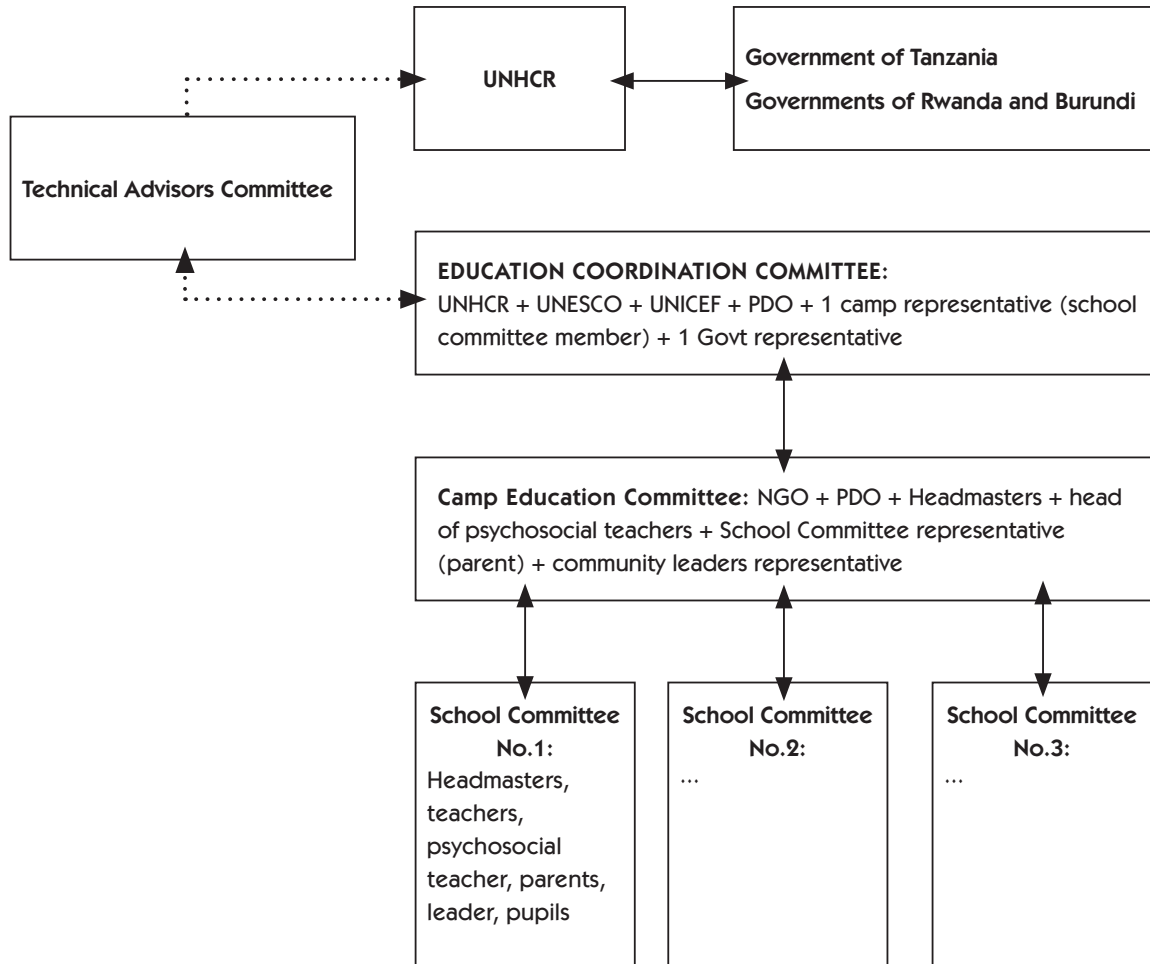 UNHCR
Government of Tanzania
Governments of Rwanda and Burundi
Technical Advisors Committee
EDUCATION COORDINATION COMMITTEE:
UNHCR + UNESCO + UNICEF + PDO + 1 camp representative (school
committee member) + 1 Govt representative
Camp Education Committee: NGO + PDO + Headmasters + head
of psychosocial teachers + School Committee representative
(parent) + community leaders representative
School Committee
No.1:
Headmasters,
teachers,
psychosocial
teacher, parents,
leader, pupils
School Committee
No.2:
...
School Committee
No.3:
...